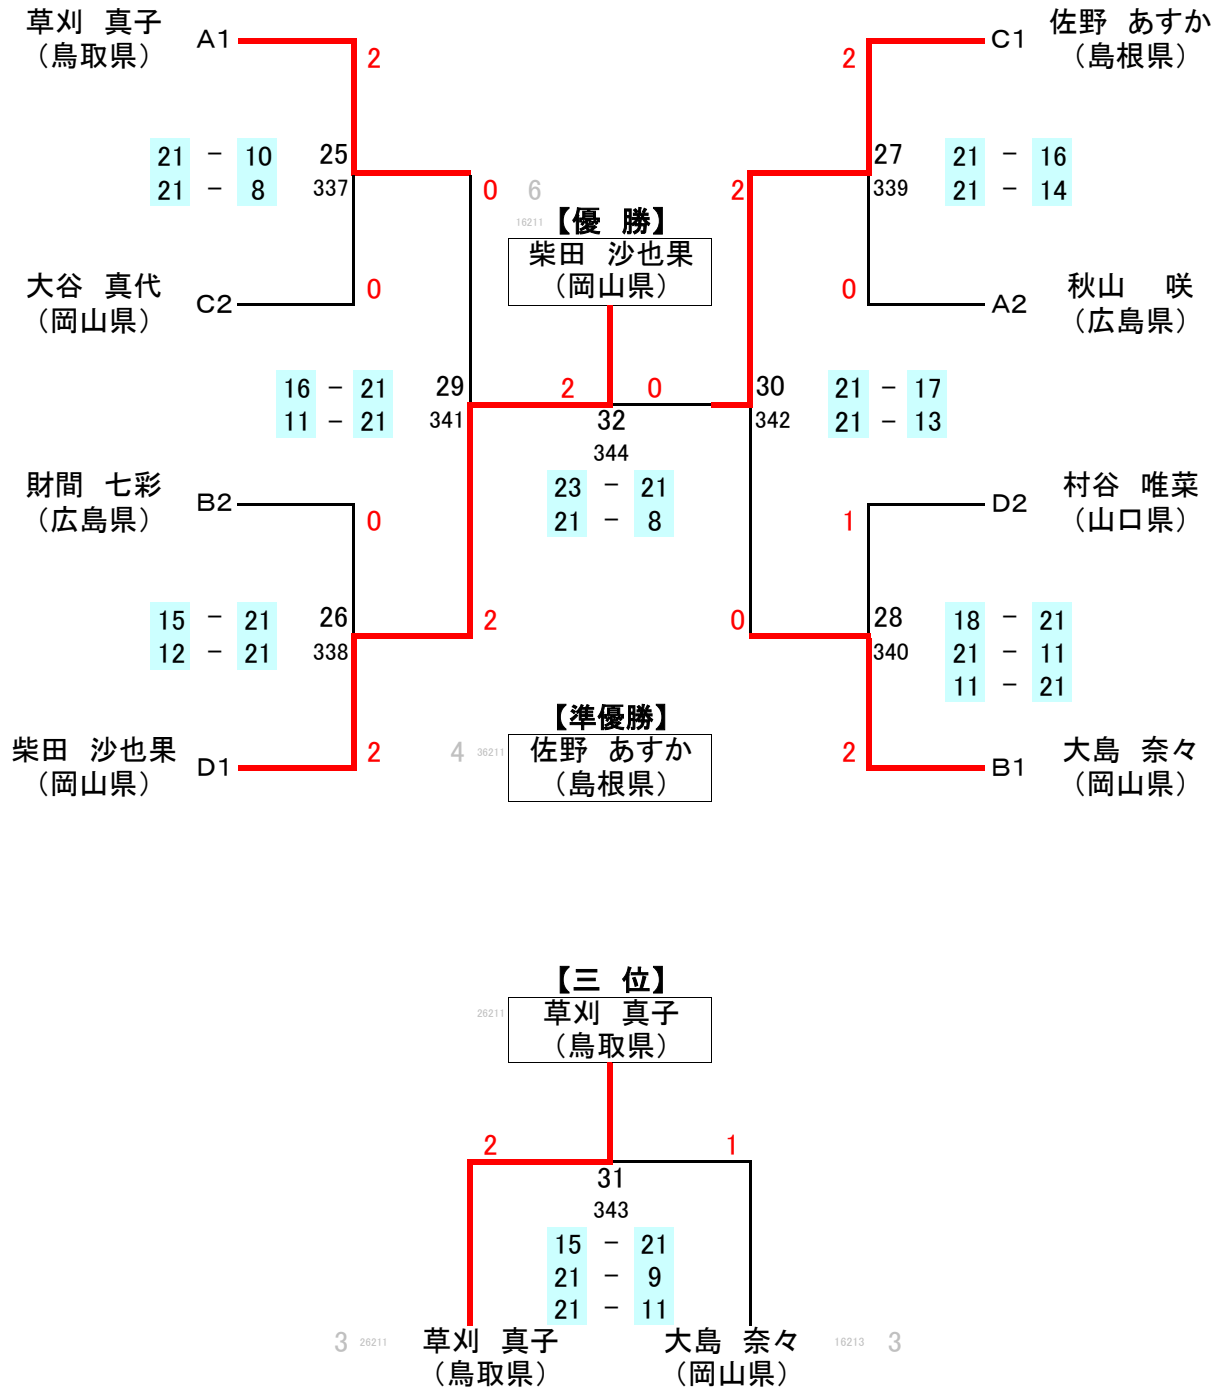 草刈　真子
（鳥取県）
A1
2
2
C1
佐野　あすか
（島根県）
21 － 10
21 － 8
25
337
27
339
21 － 16
21 － 14
0
6
2
16211
【優　勝】
柴田　沙也果
（岡山県）
大谷　真代
（岡山県）
C2
0
0
A2
秋山　　咲
（広島県）
16 － 21
11 － 21
29
341
2
0
32
344
30
342
21 － 17
21 － 13
財間　七彩
（広島県）
B2
0
23 － 21
21 － 8
1
D2
村谷　唯菜
（山口県）
15 － 21
12 － 21
26
338
2
0
28
340
18 － 21
21 － 11
11 － 21
柴田　沙也果
（岡山県）
D1
2
4
36211
【準優勝】
佐野　あすか
（島根県）
2
B1
大島　奈々
（岡山県）
【三　位】
26211
草刈　真子
（鳥取県）
2
1
31
343
15 － 21
21 － 9
21 － 11
3
26211
草刈　真子
（鳥取県）
大島　奈々
（岡山県）
16213
3